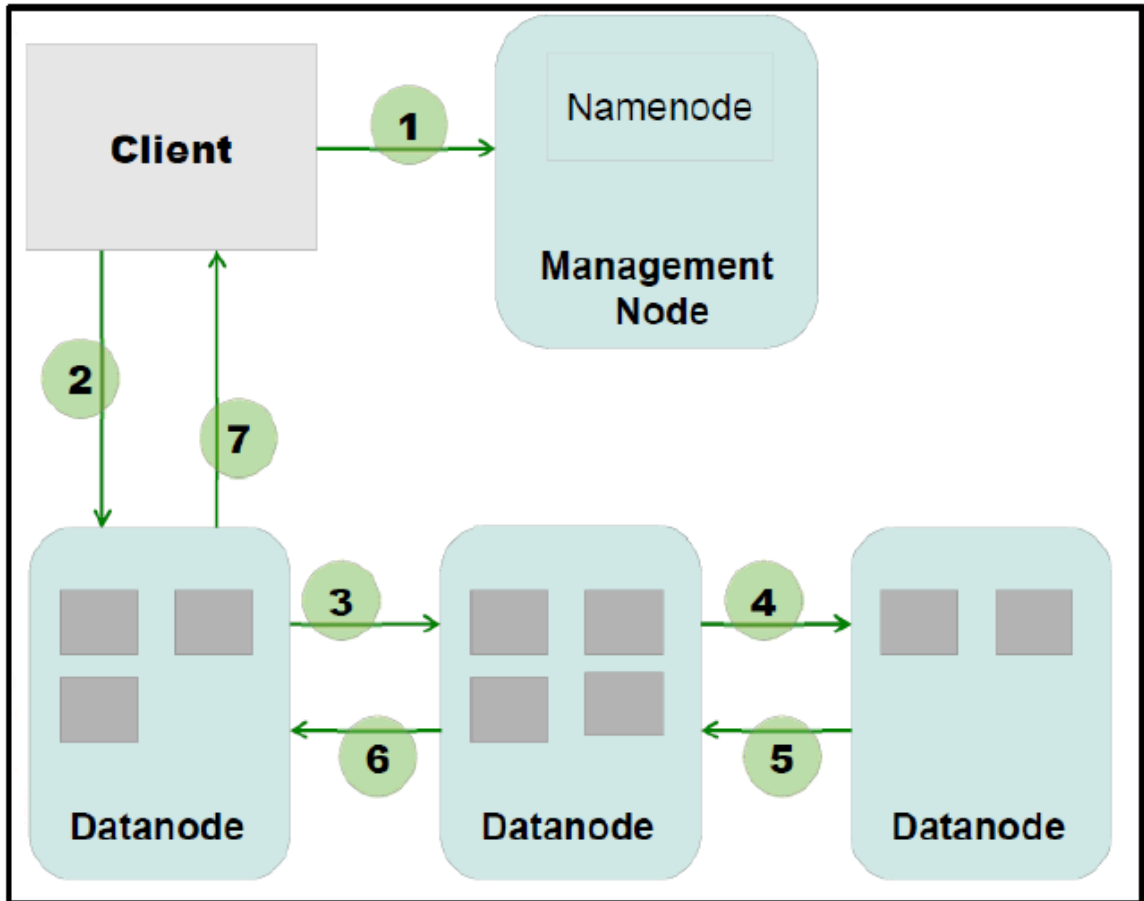 Client
1
Namenode
Management
Node
2
7
3
4
6
5
Datanode
Datanode
Datanode